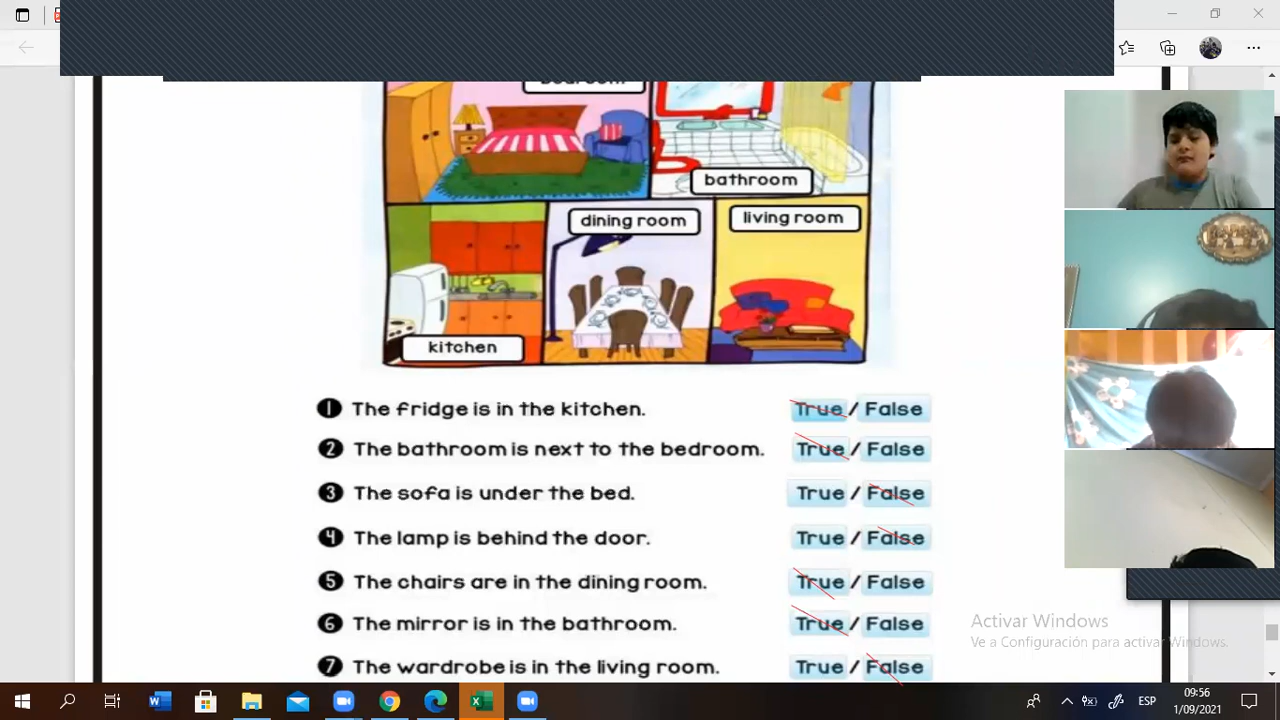 bedroom
bathroom
dining room
living room
kitchen
1 The fridge is in the kitchen. True / False
2 The bathroom is next to the bedroom. True / False
3 The sofa is under the bed. True / False
4 The lamp is behind the door. True / False
5 The chairs are in the dining room. True / False
6 The mirror is in the bathroom. True / False
7 The wardrobe is in the living room. True / False
Activar Windows
Ve a Configuración para activar Windows.
ESP
09:56
1/09/2021